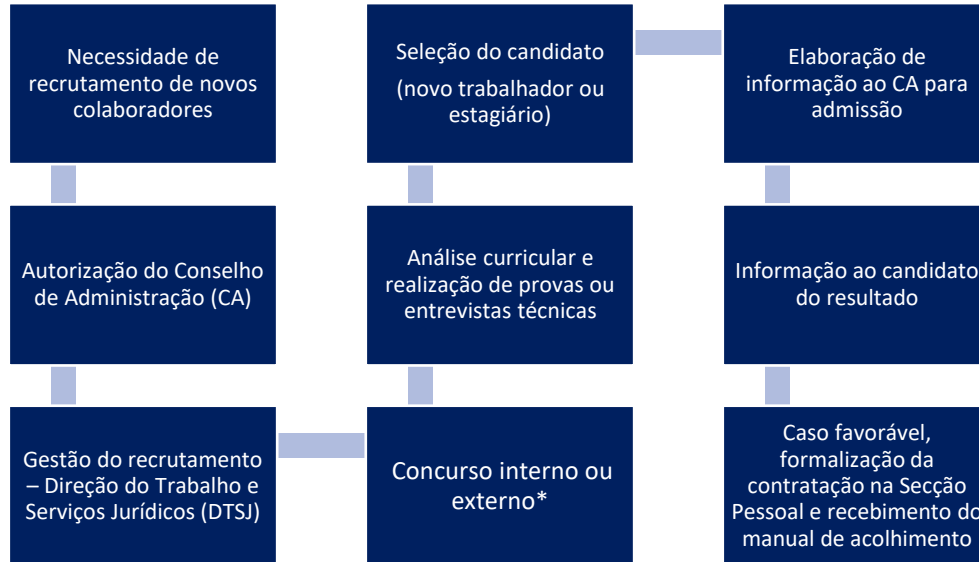 Necessidade de
recrutamento de novos
colaboradores
Autorização do Conselho
de Administração (CA)
Gestão do recrutamento
– Direção do Trabalho e
Serviços Jurídicos (DTSJ)
Concurso interno ou
externo*
Análise curricular e
realização de provas ou
entrevistas técnicas
Seleção do candidato
(novo trabalhador ou
estagiário)
Elaboração de
informação ao CA para
admissão
Informação ao candidato
do resultado
Caso favorável,
formalização da
contratação na Secção
Pessoal e recebimento do
manual de acolhimento